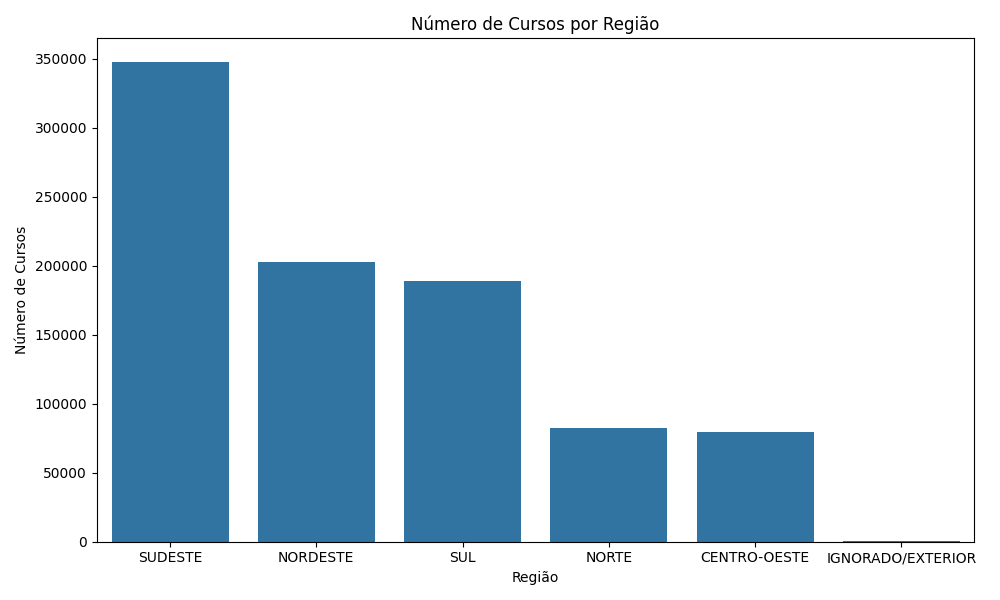 Número de Cursos por Região
Número de Cursos
350000
300000
250000
200000
150000
100000
50000
0
SUDESTE
NORDESTE
SUL
NORTE
CENTRO-OESTE
IGNORADO/EXTERIOR
Região